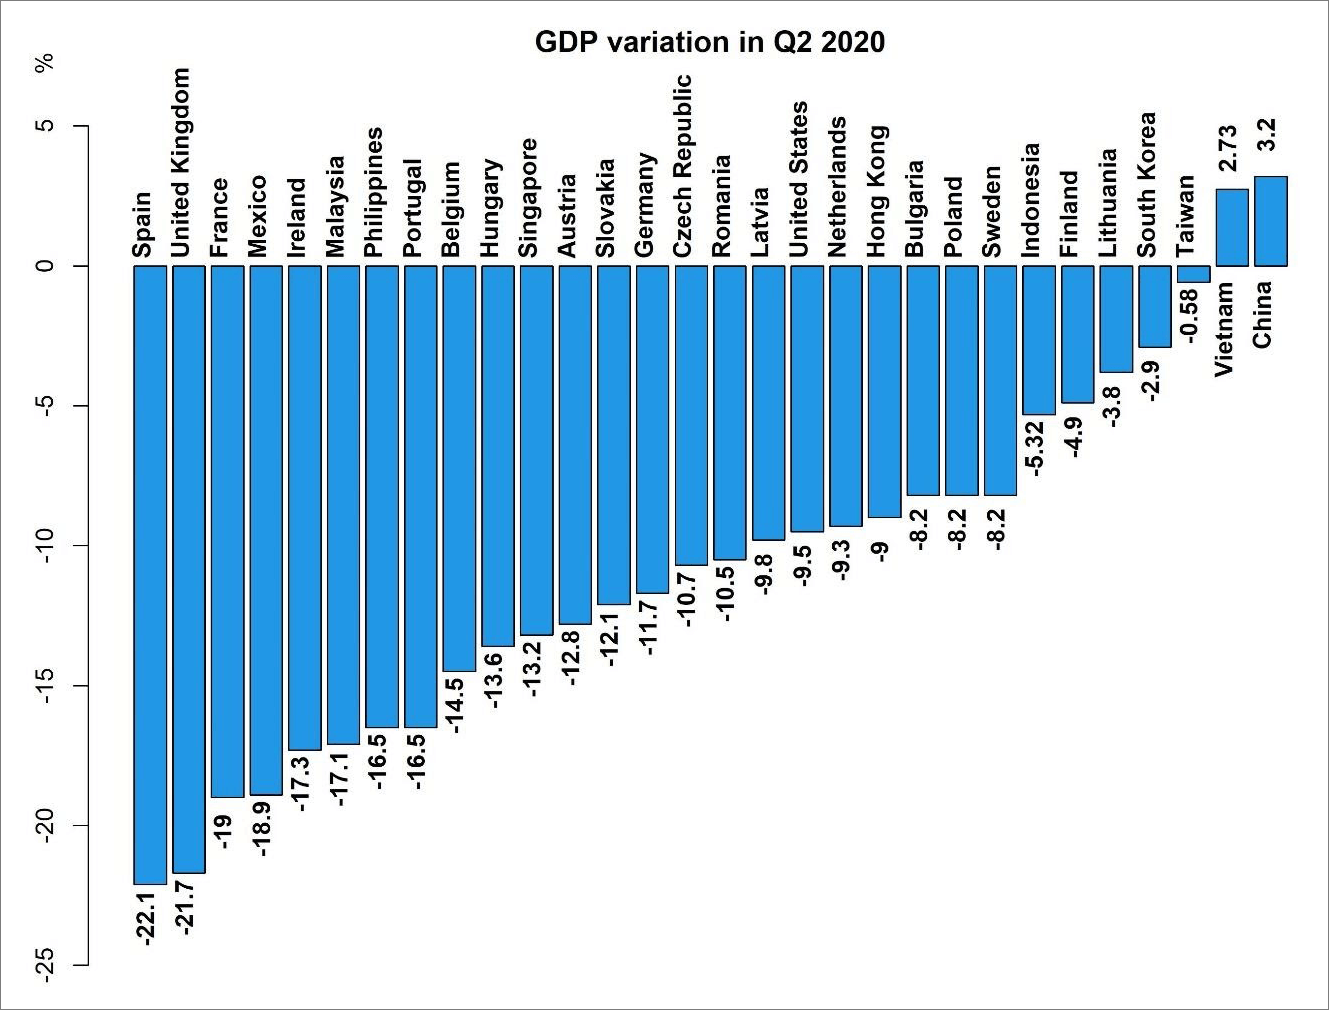 GDP variation in Q2 2020
%
5
0
-5
-10
-15
-20
-25
Spain
United Kingdom
France
Mexico
Ireland
Malaysia
Philippines
Portugal
Belgium
Hungary
Singapore
Austria
Slovakia
Germany
Czech Republic
Romania
Latvia
United States
Netherlands
Hong Kong
Bulgaria
Poland
Sweden
Indonesia
Finland
Lithuania
South Korea
Taiwan
Vietnam
China
-22.1
-21.7
-19
-18.9
-17.3
-17.1
-16.5
-16.5
-14.5
-13.6
-13.2
-12.8
-12.1
-11.7
-10.7
-10.5
-9.8
-9.5
-9.3
-9
-8.2
-8.2
-8.2
-5.32
-4.9
-3.8
-2.9
-0.58
2.73
3.2